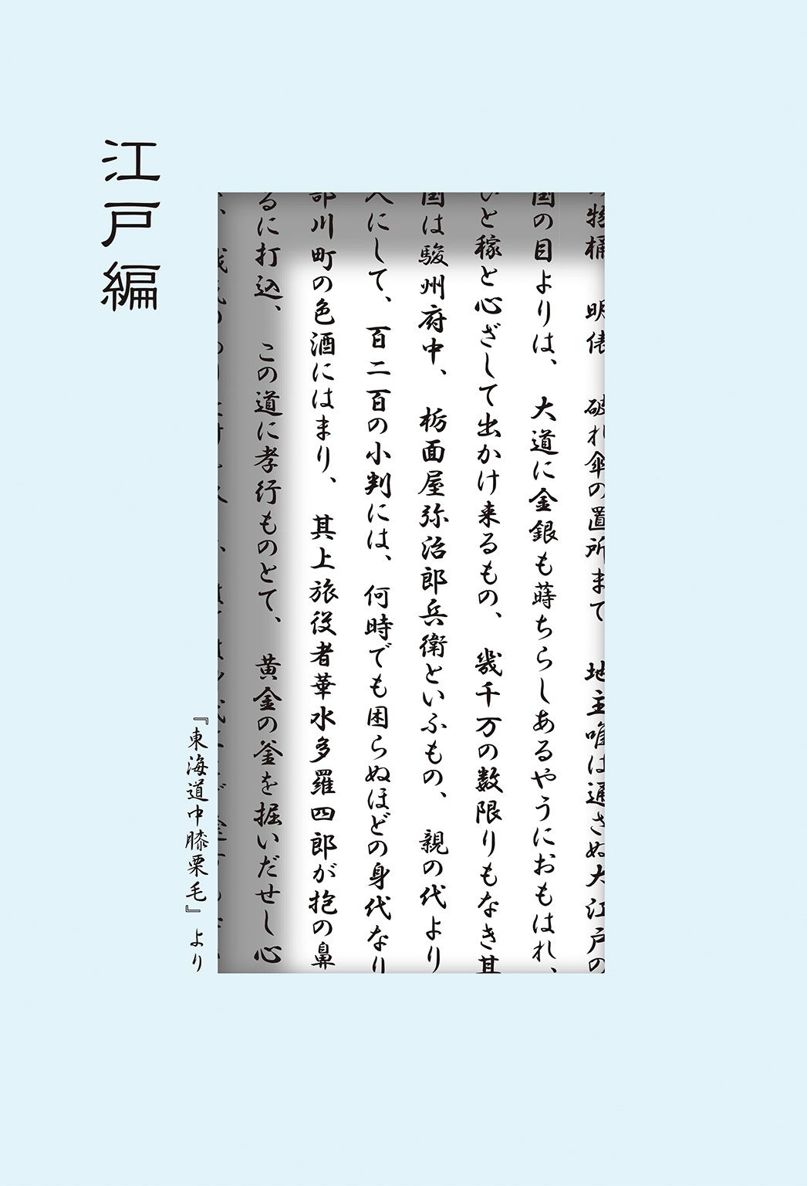 江戸編
物桶　明俵　破れ傘の置所まで　地主唯は通さぬ大江戸の
国の目よりは、大道に金銀も蒔ちらしあるやうにおもはれ、
いと稼と心ざして出かけ来るもの、幾千万の数限りもなき其
国は駿州府中、栃面屋弥治郎兵衛といふもの、親の代より
へにして、百二百の小判には、何時でも困らぬほどの身代なり
部川町の色酒にはまり、其上旅役者華水多羅四郎が抱の鼻
るに打込、この道に孝行ものとて、黄金の釜を掘いだせし心
『東海道中膝栗毛』より